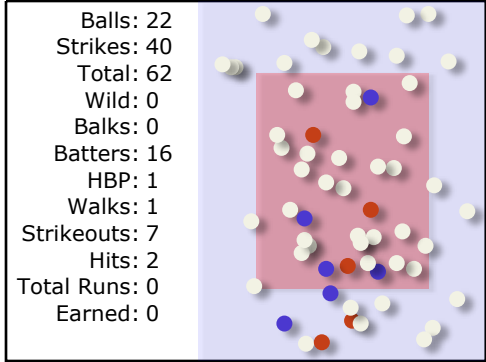 Balls: 22
Strikes: 40
Total: 62
Wild: 0
Balks: 0
Batters: 16
HBP: 1
Walks: 1
Strikeouts: 7
Hits: 2
Total Runs: 0
Earned: 0